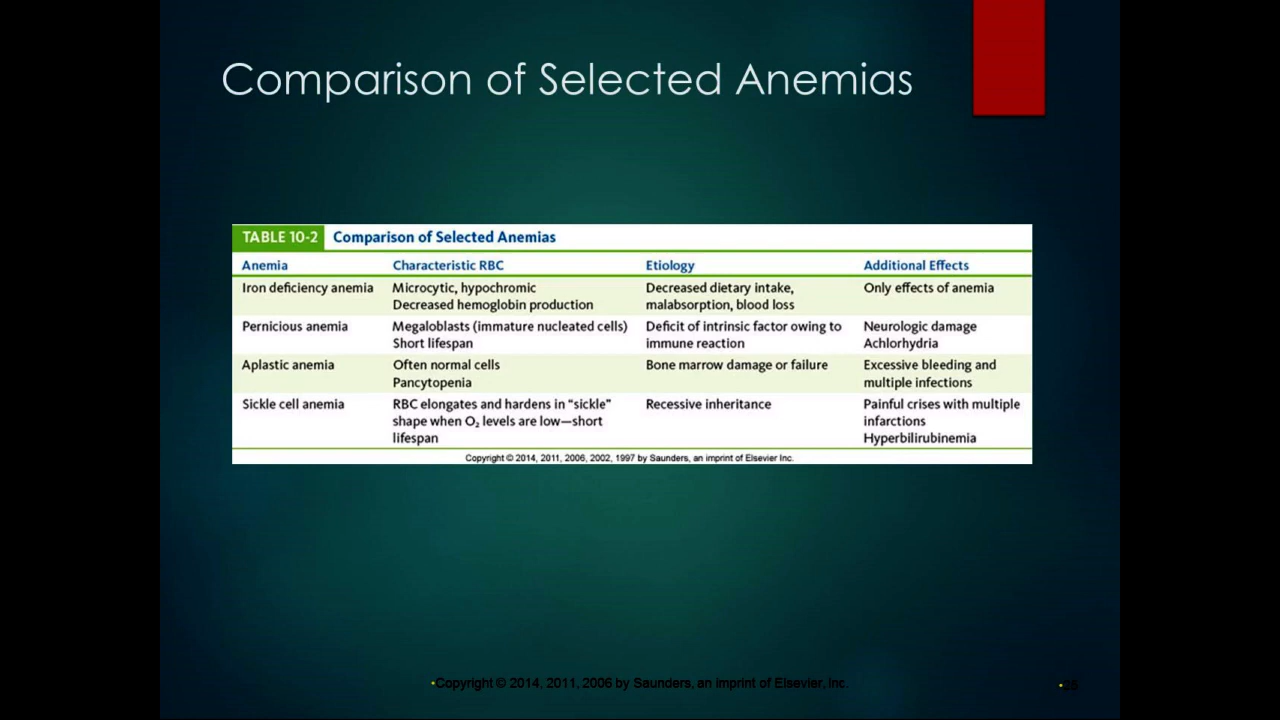 Comparison of Selected Anemias
TABLE 10-2 Comparison of Selected Anemias
Anemia Characteristic RBC Etiology Additional Effects
Iron deficiency anemia Microcytic, hypochromic Decreased dietary intake, Only effects of anemia
Decreased hemoglobin production malabsorption, blood loss
Pernicious anemia Megaloblasts (immature nucleated cells) Deficit of intrinsic factor owing to Neurologic damage
Short lifespan immune reaction Achlorhydria
Aplastic anemia Often normal cells Bone marrow damage or failure Excessive bleeding and
Pancytopenia multiple infections
Sickle cell anemia RBC elongates and hardens in “sickle” Recessive inheritance Painful crises with multiple
shape when O₂ levels are low—short infarctions
lifespan Hyperbilirubinemia
Copyright © 2014, 2011, 2006, 2002, 1997 by Saunders, an imprint of Elsevier Inc.
•Copyright © 2014, 2011, 2006 by Saunders, an imprint of Elsevier, Inc.
•26